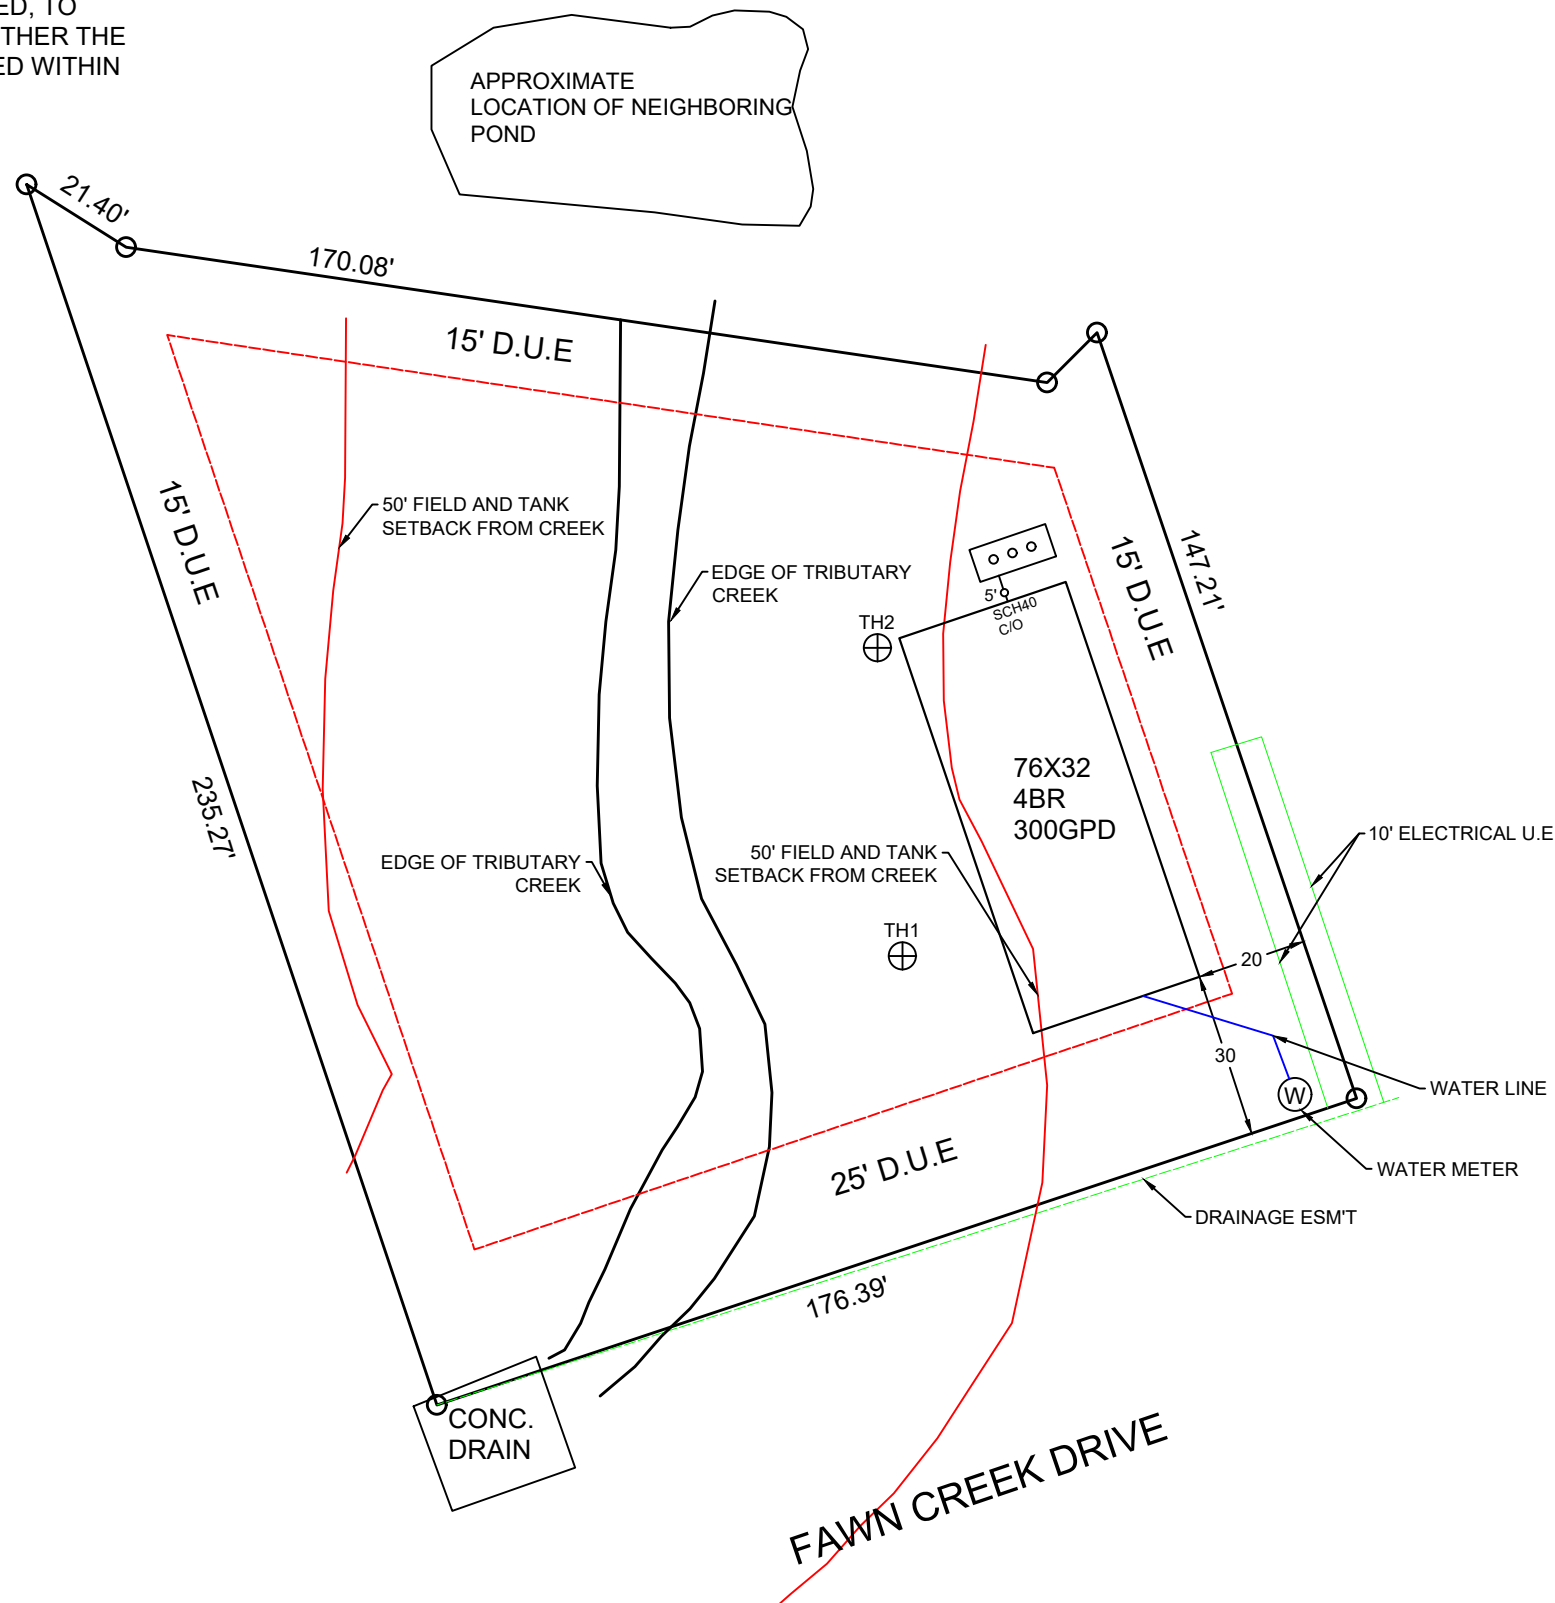 ED, TO
THER THE
ED WITHIN
APPROXIMATE
LOCATION OF NEIGHBORING
POND
21.40'
170.08'
15' D.U.E
15' D.U.E
50' FIELD AND TANK
SETBACK FROM CREEK
EDGE OF TRIBUTARY
CREEK
147.21'
15' D.U.E
5'
SCH40
C/O
TH2
235.27'
76X32
4BR
300GPD
10' ELECTRICAL U.E
EDGE OF TRIBUTARY
CREEK
50' FIELD AND TANK
SETBACK FROM CREEK
TH1
20
30
W
WATER LINE
WATER METER
25' D.U.E
DRAINAGE ESM'T
176.39'
CONC.
DRAIN
FAWN CREEK DRIVE